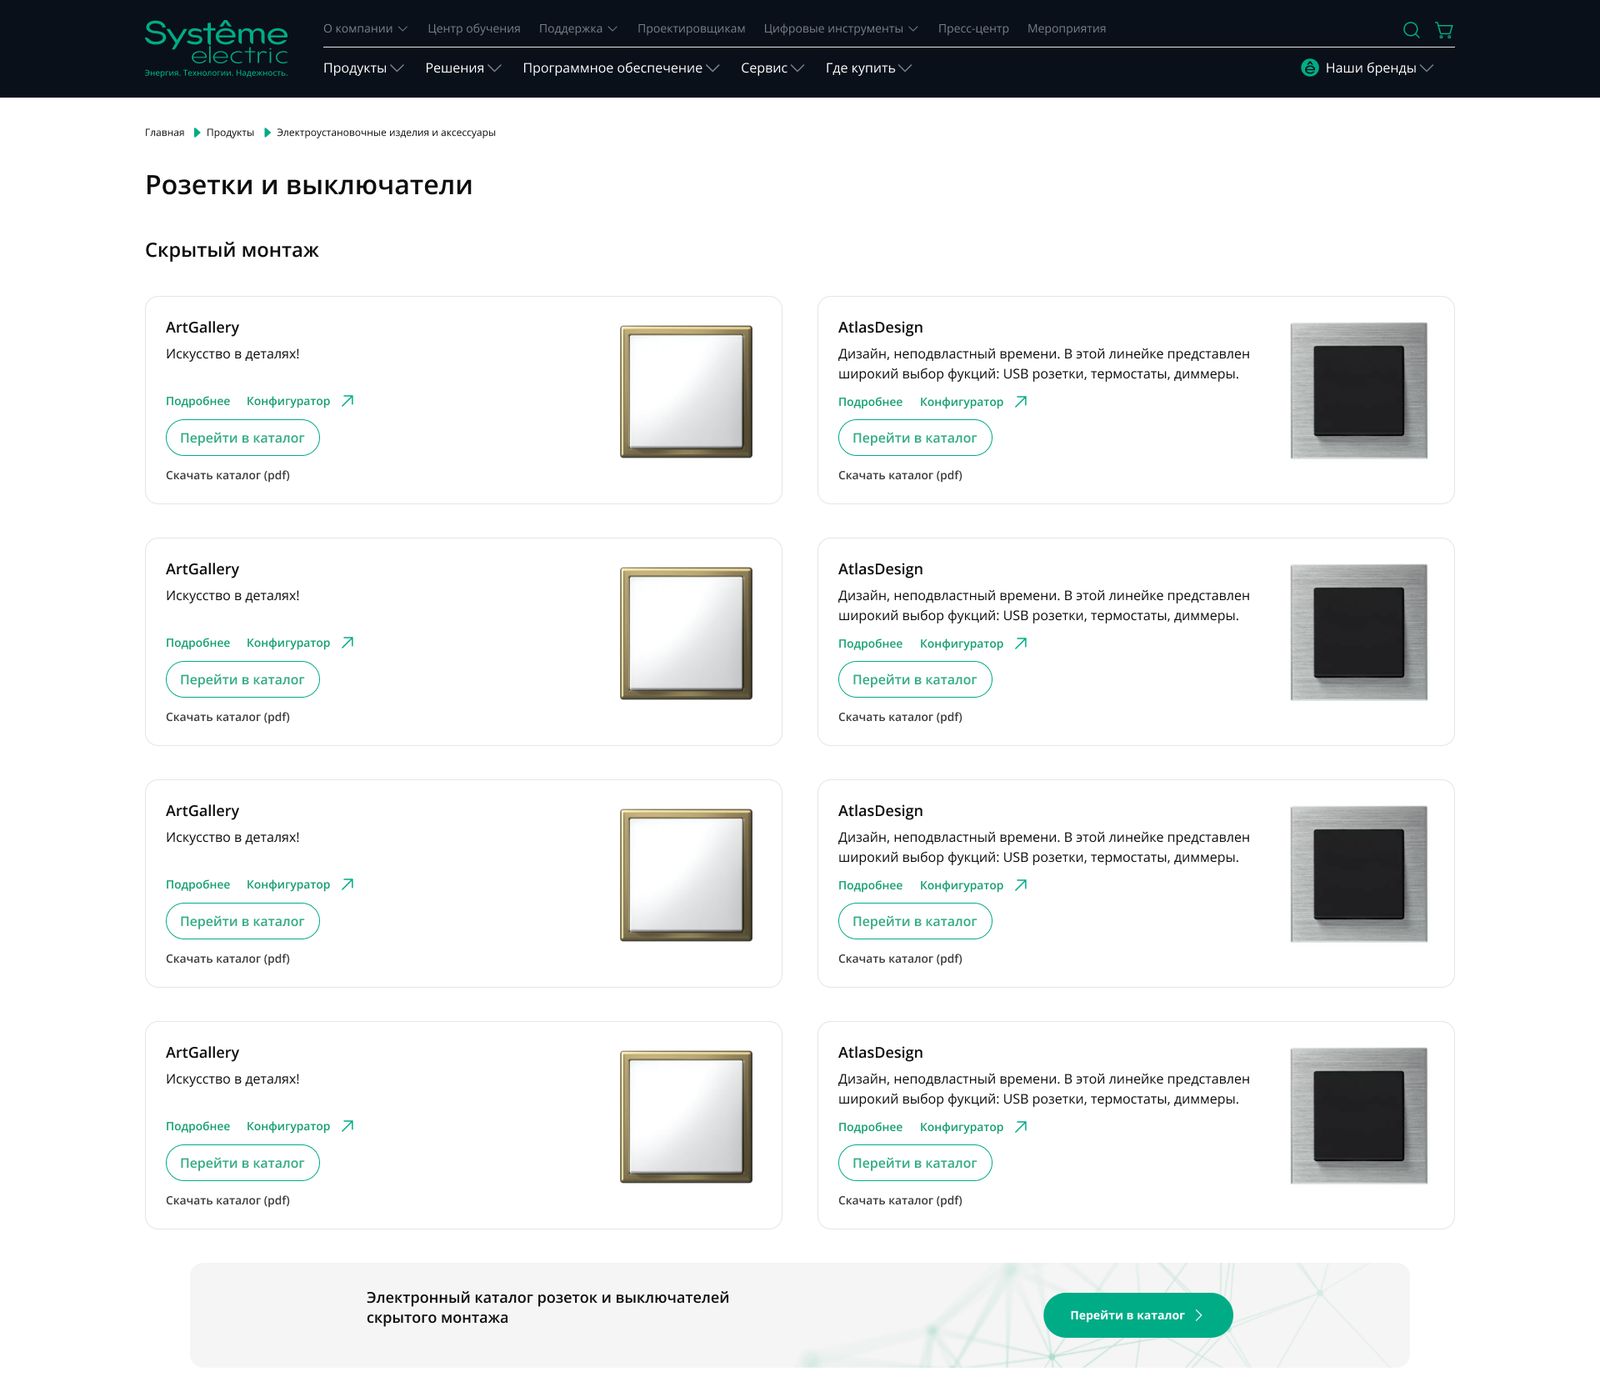 Système
electric
Энергия. Технологии. Надежность.
О компании Центр обучения Поддержка Проектировщикам Цифровые инструменты Пресс-центр Мероприятия
Продукты Решения Программное обеспечение Сервис Где купить Наши бренды
Главная Продукты Электроустановочные изделия и аксессуары
Розетки и выключатели
Скрытый монтаж
ArtGallery
Искусство в деталях!
Подробнее Конфигуратор
Перейти в каталог
Скачать каталог (pdf)
AtlasDesign
Дизайн, неподвластный времени. В этой линейке представлен
широкий выбор фукций: USB розетки, термостаты, диммеры.
Подробнее Конфигуратор
Перейти в каталог
Скачать каталог (pdf)
ArtGallery
Искусство в деталях!
Подробнее Конфигуратор
Перейти в каталог
Скачать каталог (pdf)
AtlasDesign
Дизайн, неподвластный времени. В этой линейке представлен
широкий выбор фукций: USB розетки, термостаты, диммеры.
Подробнее Конфигуратор
Перейти в каталог
Скачать каталог (pdf)
ArtGallery
Искусство в деталях!
Подробнее Конфигуратор
Перейти в каталог
Скачать каталог (pdf)
AtlasDesign
Дизайн, неподвластный времени. В этой линейке представлен
широкий выбор фукций: USB розетки, термостаты, диммеры.
Подробнее Конфигуратор
Перейти в каталог
Скачать каталог (pdf)
ArtGallery
Искусство в деталях!
Подробнее Конфигуратор
Перейти в каталог
Скачать каталог (pdf)
AtlasDesign
Дизайн, неподвластный времени. В этой линейке представлен
широкий выбор фукций: USB розетки, термостаты, диммеры.
Подробнее Конфигуратор
Перейти в каталог
Скачать каталог (pdf)
Электронный каталог розеток и выключателей
скрытого монтажа
Перейти в каталог